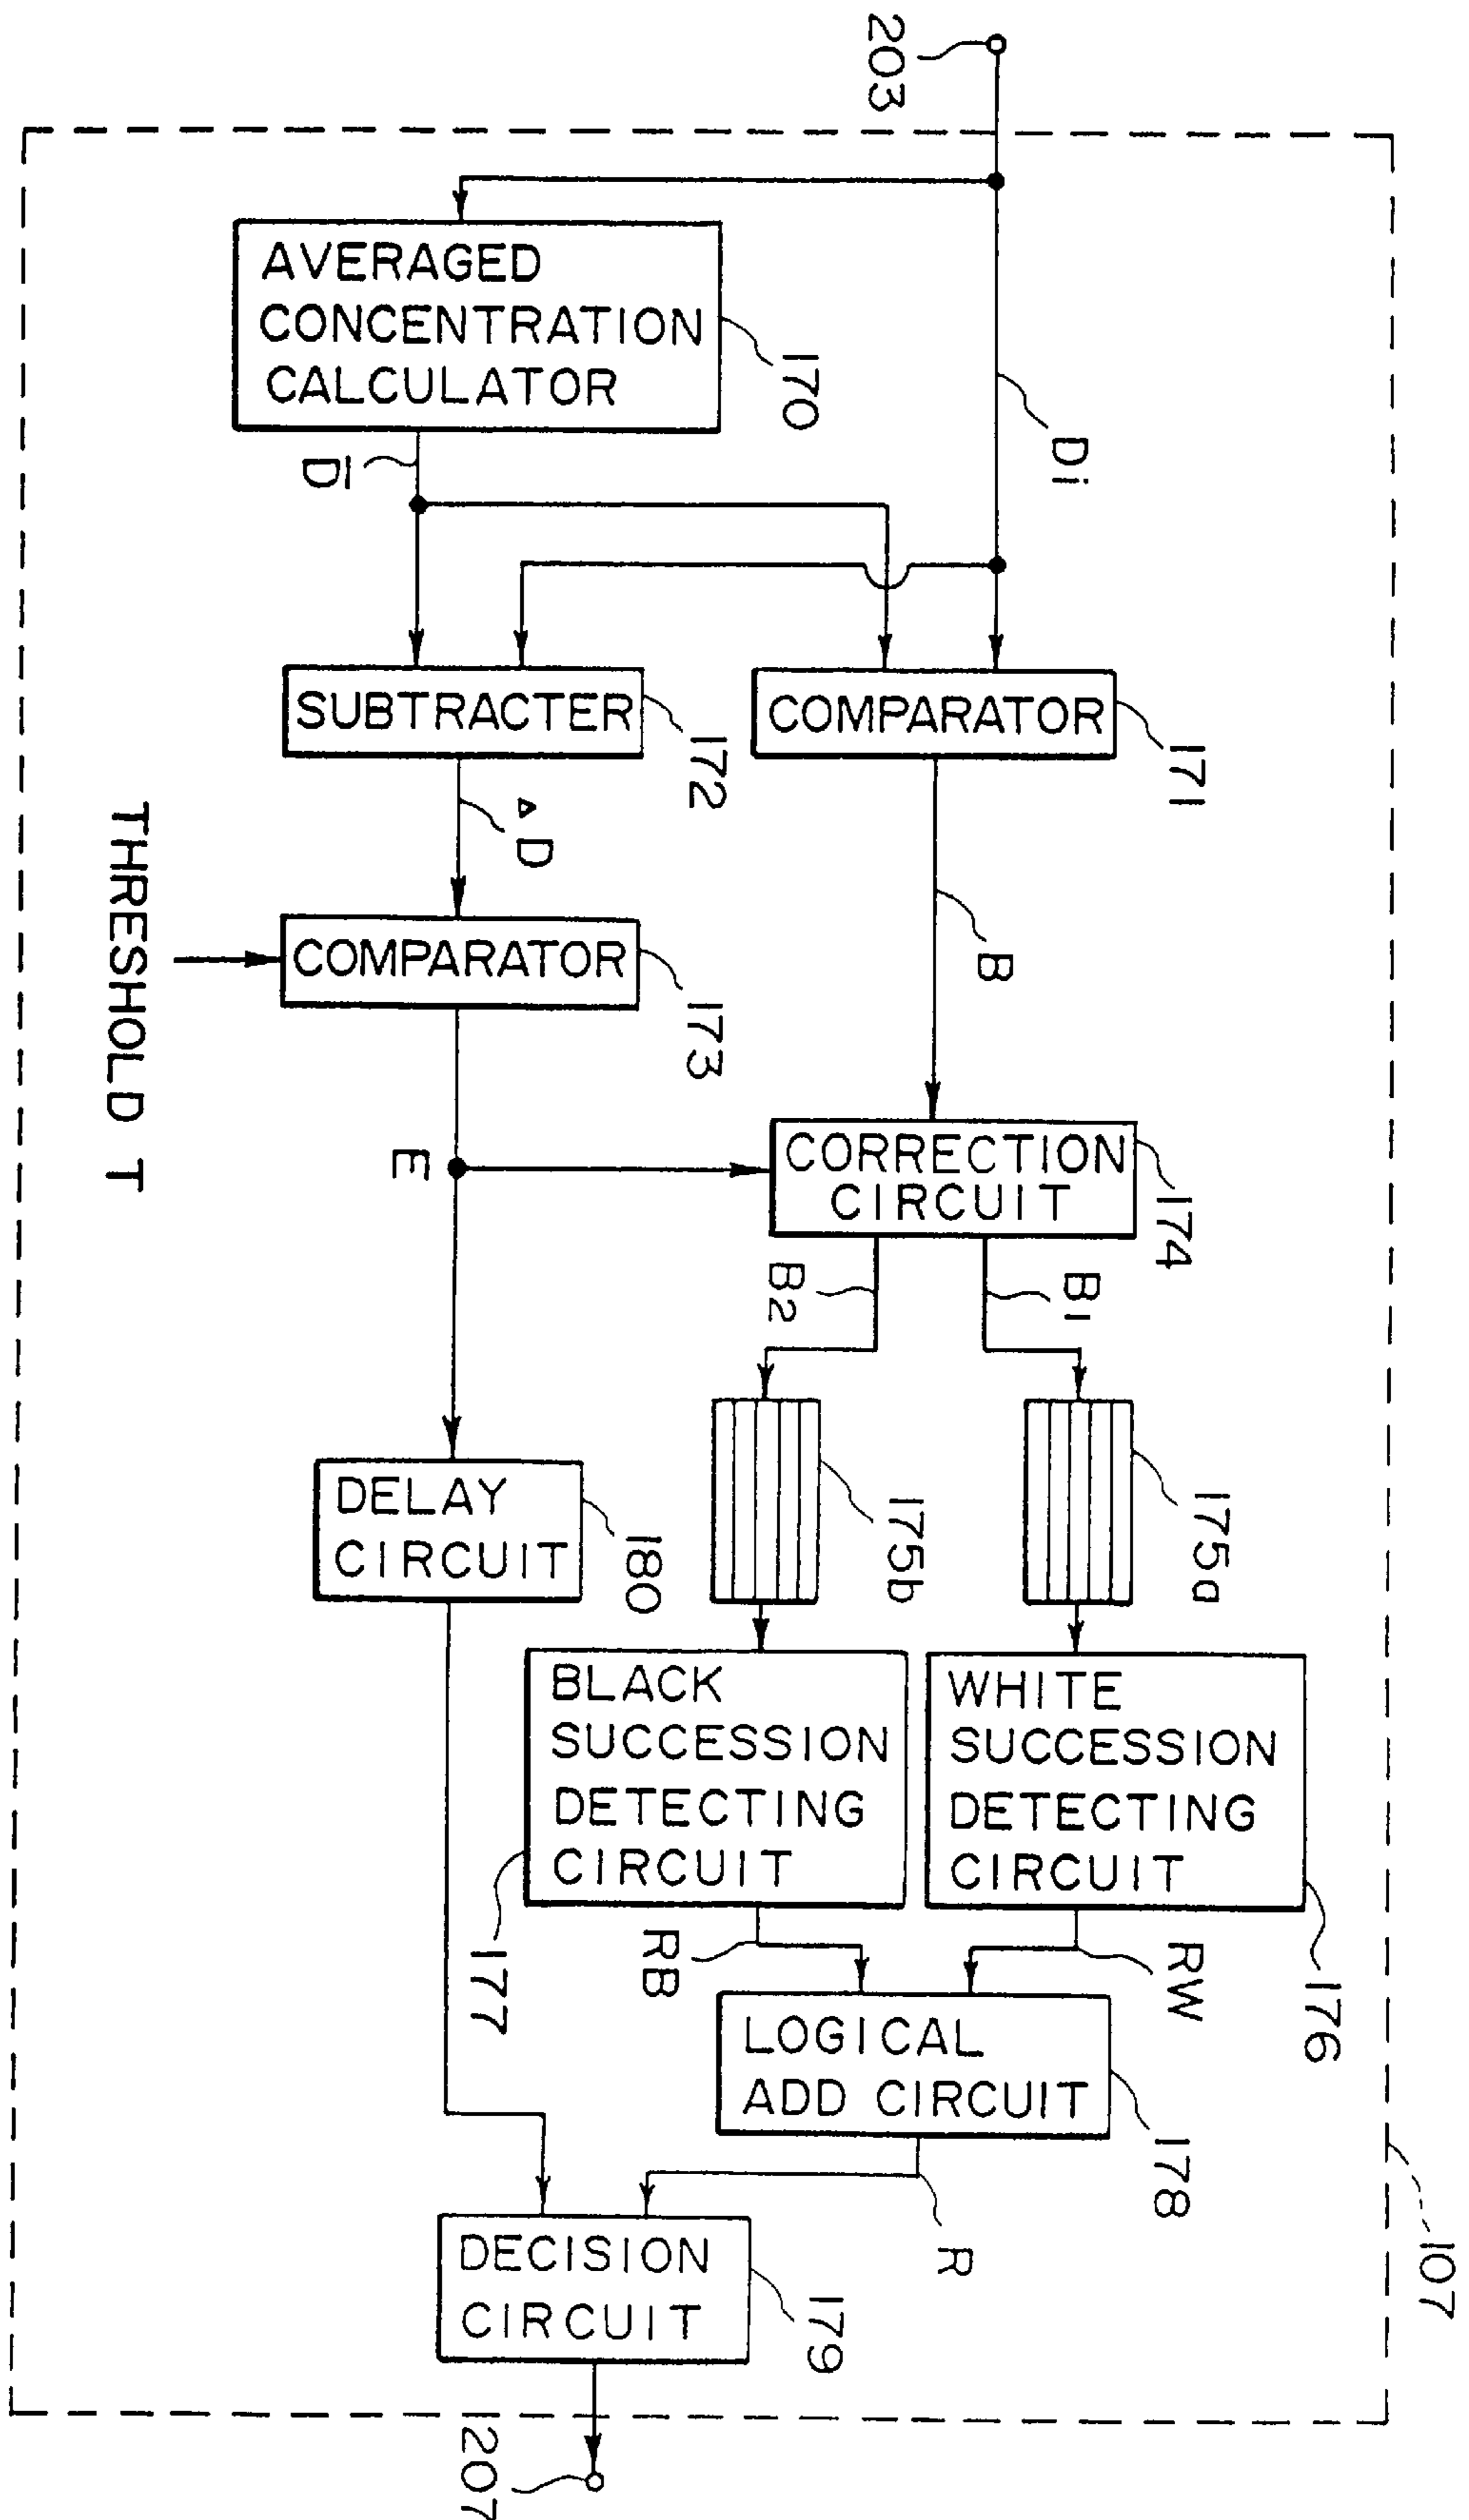 203
AVERAGED
CONCENTRATION
CALCULATOR
170
Di
D̅
SUBTRACTER
172
COMPARATOR
171
▵D
B
THRESHOLD T
COMPARATOR
173
E
CORRECTION
CIRCUIT
174
B2
B1
175b
175a
DELAY
CIRCUIT
180
BLACK
SUCCESSION
DETECTING
CIRCUIT
177
WHITE
SUCCESSION
DETECTING
CIRCUIT
176
RB
RW
LOGICAL
ADD CIRCUIT
178
R
DECISION
CIRCUIT
179
107
207